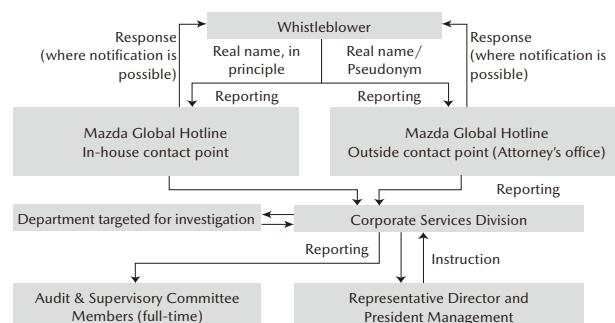 Whistleblower
Response
(where notification is
possible)
Real name, in
principle
Real name/
Pseudonym
Response
(where notification is
possible)
Reporting
Reporting
Mazda Global Hotline
In-house contact point
Mazda Global Hotline
Outside contact point (Attorney's office)
Reporting
Department targeted for investigation
Corporate Services Division
Reporting
Instruction
Audit & Supervisory Committee
Members (full-time)
Representative Director and
President Management